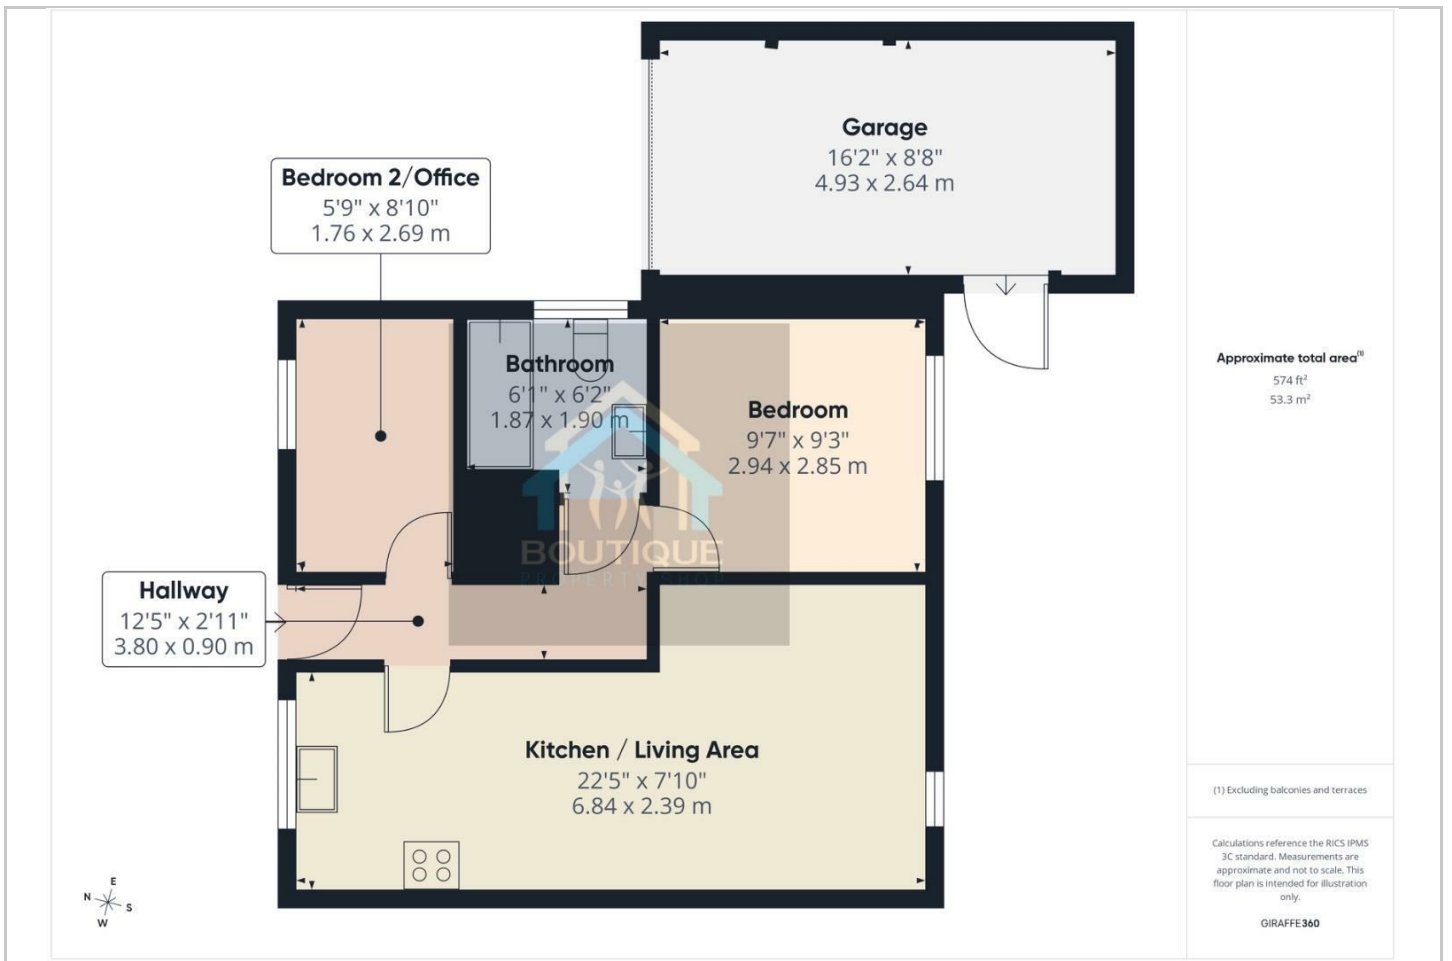 Garage
16'2" x 8'8"
4.93 x 2.64 m
Bedroom 2/Office
5'9" x 8'10"
1.76 x 2.69 m
Bathroom
6'1" x 6'2"
1.87 x 1.90 m
Bedroom
9'7" x 9'3"
2.94 x 2.85 m
BOUTIQUE
PROPERTY SHOP
Hallway
12'5" x 2'11"
3.80 x 0.90 m
Kitchen / Living Area
22'5" x 7'10"
6.84 x 2.39 m
E
N
S
W
Approximate total area(1)
574 ft²
53.3 m²
(1) Excluding balconies and terraces
Calculations reference the RICS IPMS
3C standard. Measurements are
approximate and not to scale. This
floor plan is intended for illustration
only.
GIRAFFE360